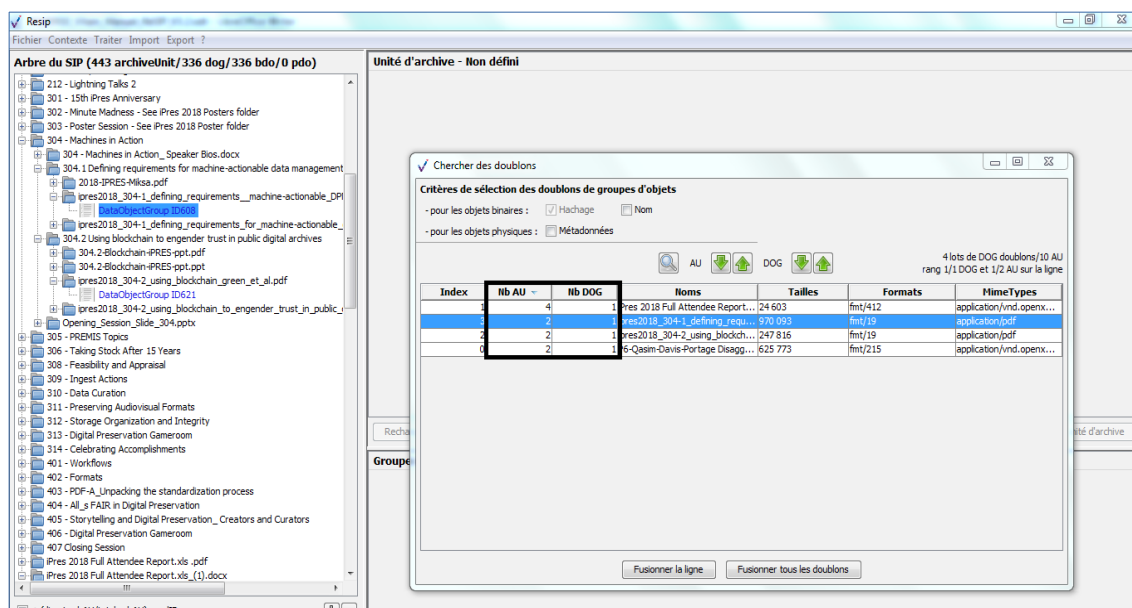 Resip
Fichier Contexte Traiter Import Export ?
Arbre du SIP (443 archiveUnit/336 dog/336 bdo/0 pdo)
212 - Lightning Talks 2
301 - 15th iPres Anniversary
302 - Minute Madness - See iPres 2018 Posters folder
303 - Poster Session - See iPres 2018 Poster folder
304 - Machines in Action
304 - Machines in Action_ Speaker Bios.docx
304.1 Defining requirements for machine-actionable data management
2018-IPRES-Miksa.pdf
ipres2018_304-1_defining_requirements__machine-actionable_DPI
DataObjectGroup ID608
ipres2018_304-1_defining_requirements_for_machine-actionable_
304.2 Using blockchain to engender trust in public digital archives
304.2-Blockchain-iPRES-ppt.pdf
304.2-Blockchain-iPRES-ppt.ppt
ipres2018_304-2_using_blockchain_green_et_al.pdf
DataObjectGroup ID621
ipres2018_304-2_using_blockchain_to_engender_trust_in_public_
Opening_Session_Slide_304.pptx
305 - PREMIS Topics
306 - Taking Stock After 15 Years
308 - Feasibility and Appraisal
309 - Ingest Actions
310 - Data Curation
311 - Preserving Audiovisual Formats
312 - Storage Organization and Integrity
313 - Digital Preservation Gameroom
314 - Celebrating Accomplishments
401 - Workflows
402 - Formats
403 - PDF-A_Unpacking the standardization process
404 - All_s FAIR in Digital Preservation
405 - Storytelling and Digital Preservation_ Creators and Curators
406 - Digital Preservation Gameroom
407 Closing Session
iPres 2018 Full Attendee Report.xls .pdf
iPres 2018 Full Attendee Report.xls_(1).docx
Unité d'archive - Non défini
Recha
ité d'archive
Groupe
Chercher des doublons
Critères de sélection des doublons de groupes d'objets
- pour les objets binaires : Hachage Nom
- pour les objets physiques : Métadonnées
AU DOG
4 lots de DOG doublons/10 AU
rang 1/1 DOG et 1/2 AU sur la ligne
Index Nb AU Nb DOG Noms Tailles Formats MimeTypes
1 4 1 Pres 2018 Full Attendee Report... 24 603 fmt/412 application/vnd.openx...
3 2 1 pres2018_304-1_defining_requ... 970 093 fmt/19 application/pdf
2 2 1 pres2018_304-2_using_blockch... 247 816 fmt/19 application/pdf
0 2 1 P6-Qasim-Davis-Portage Disagg... 625 773 fmt/215 application/vnd.openx...
Fusionner la ligne Fusionner tous les doublons